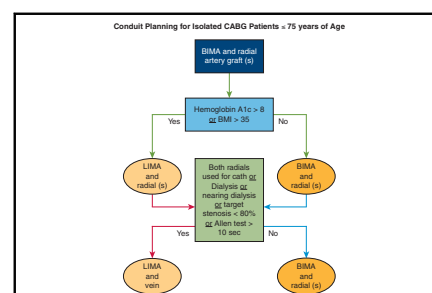 Conduit Planning for Isolated CABG Patients ≤ 75 years of Age
BIMA and radial
artery graft (s)
Hemoglobin A1c > 8
or BMI > 35
Yes
No
LIMA
and
radial (s)
Both radials
used for cath or
Dialysis or
nearing dialysis
or target
stenosis < 80%
or Allen test >
10 sec
BIMA
and
radial (s)
Yes
No
LIMA
and
vein
BIMA
and
radial (s)